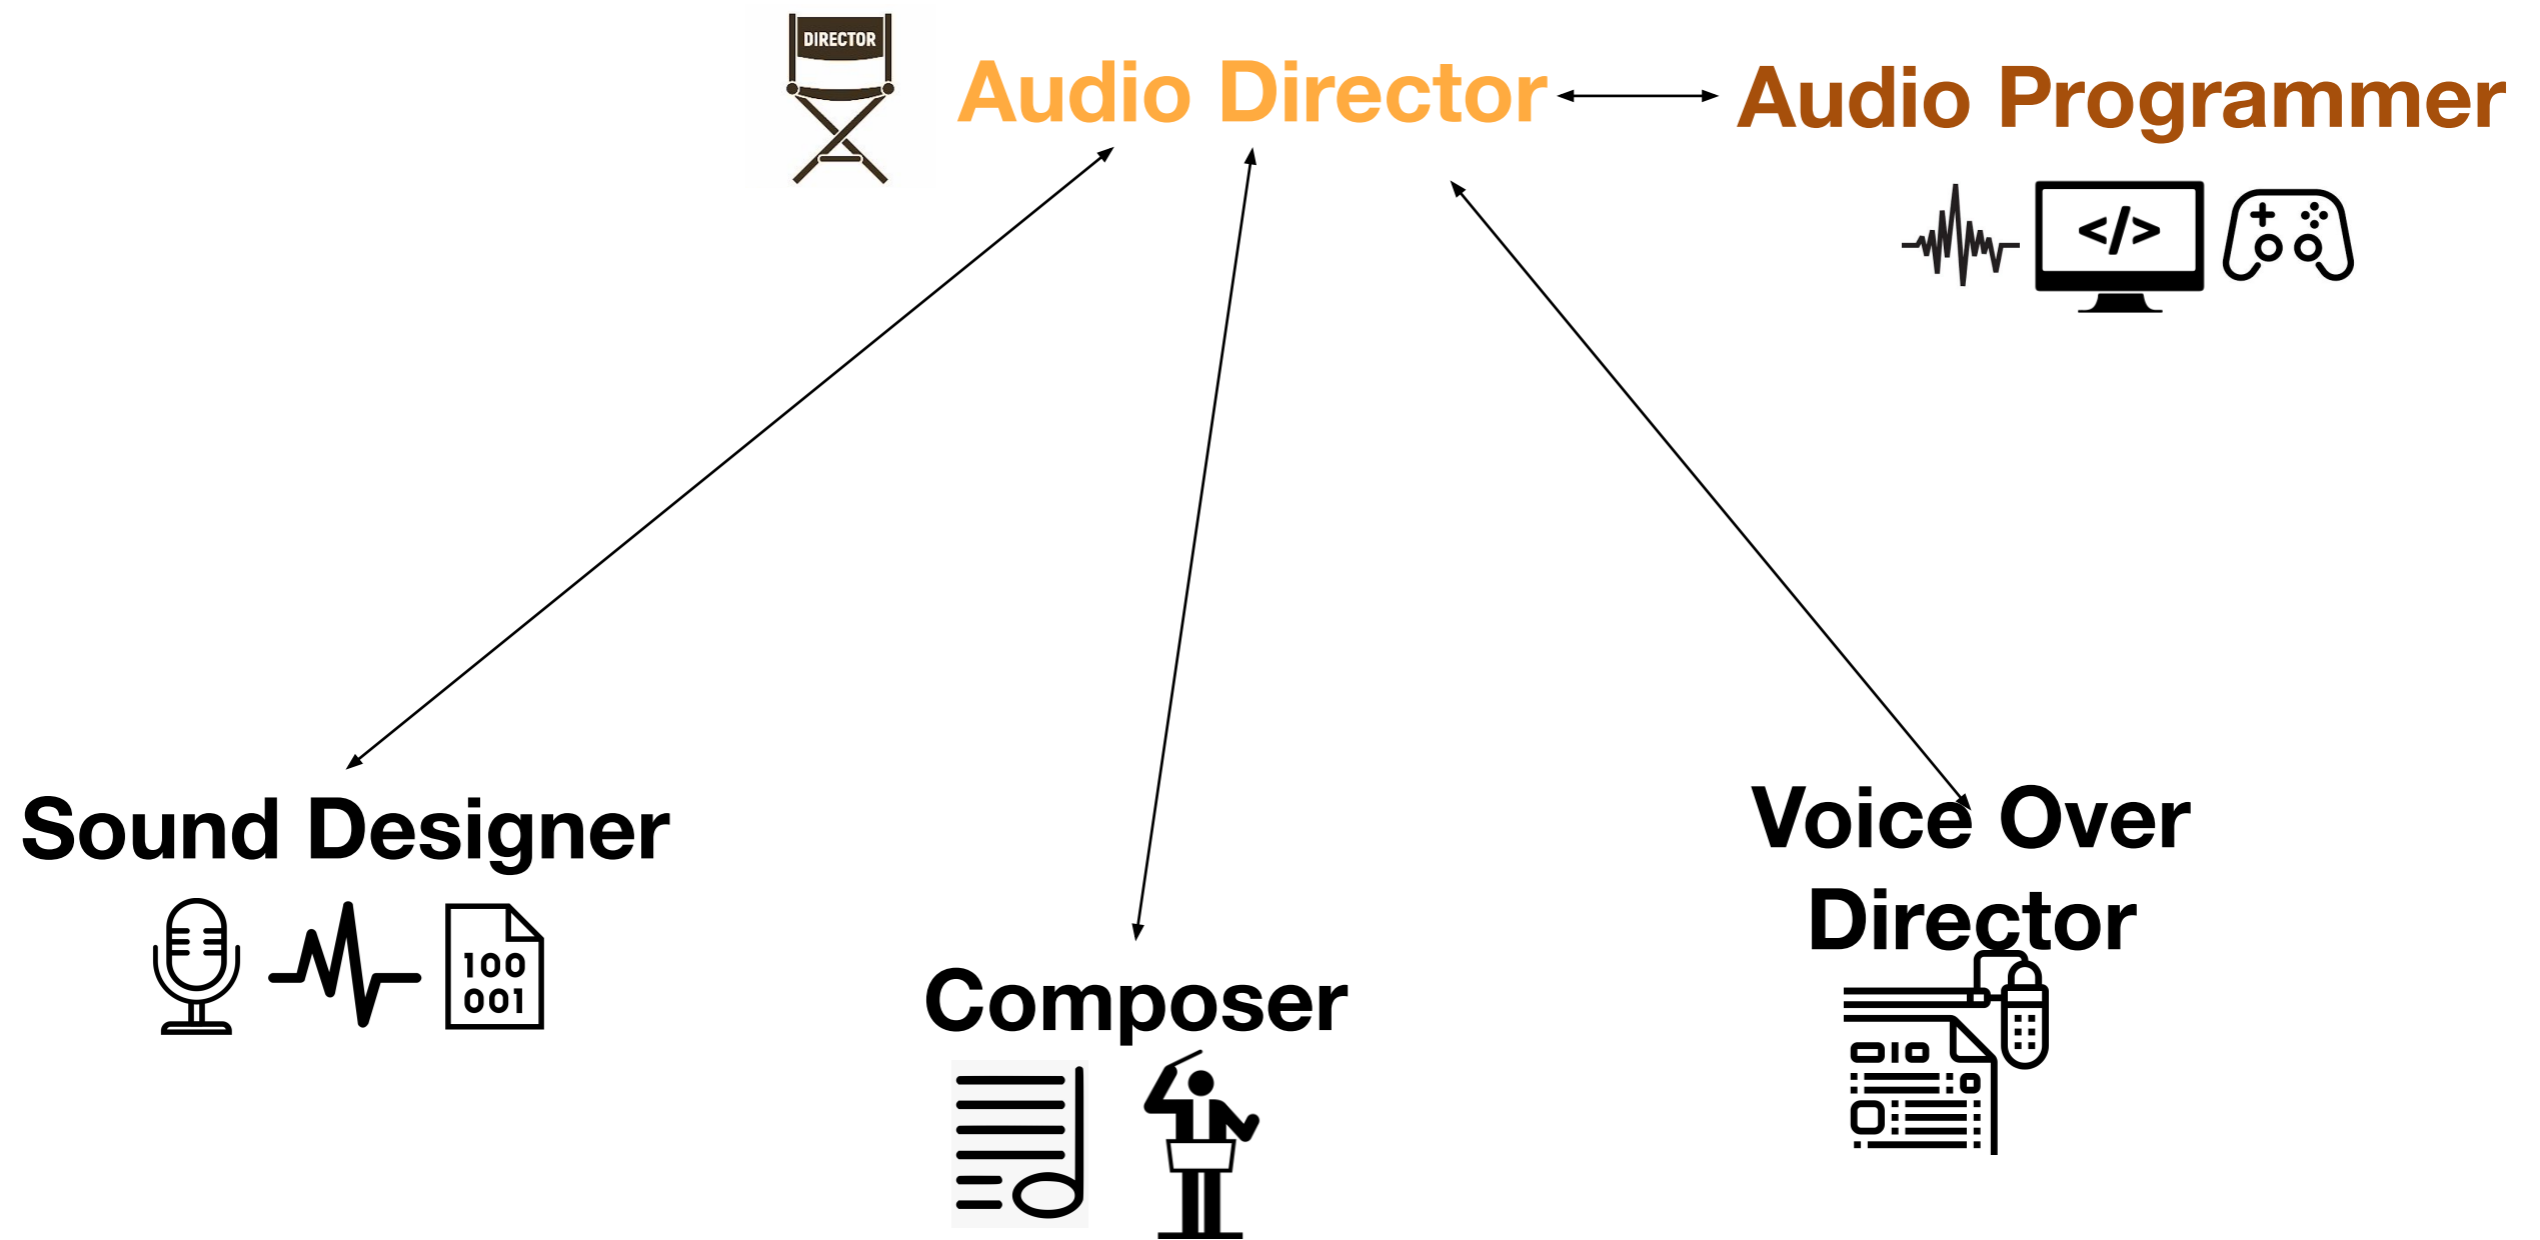 DIRECTOR
Audio Director
Audio Programmer
</>
Sound Designer
100
001
Composer
Voice Over
Director